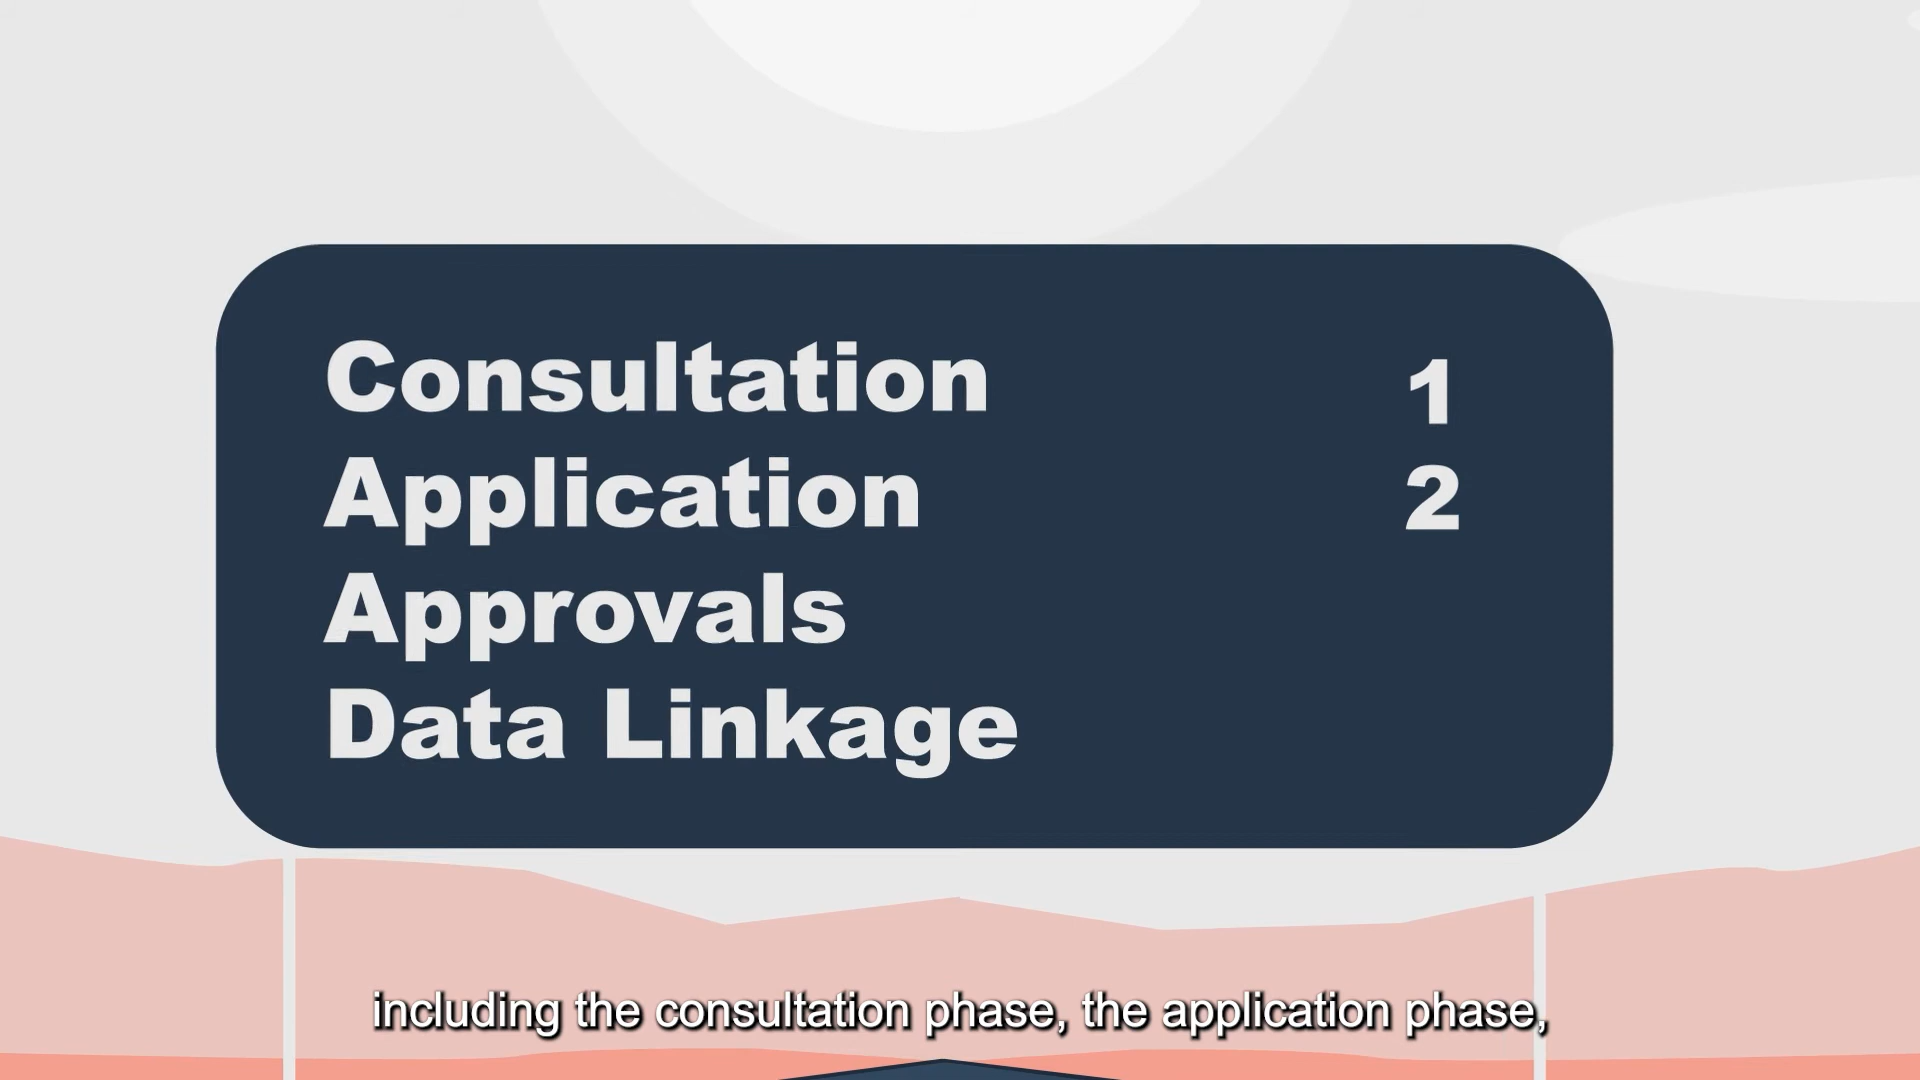 Consultation 1
Application 2
Approvals
Data Linkage
including the consultation phase, the application phase,